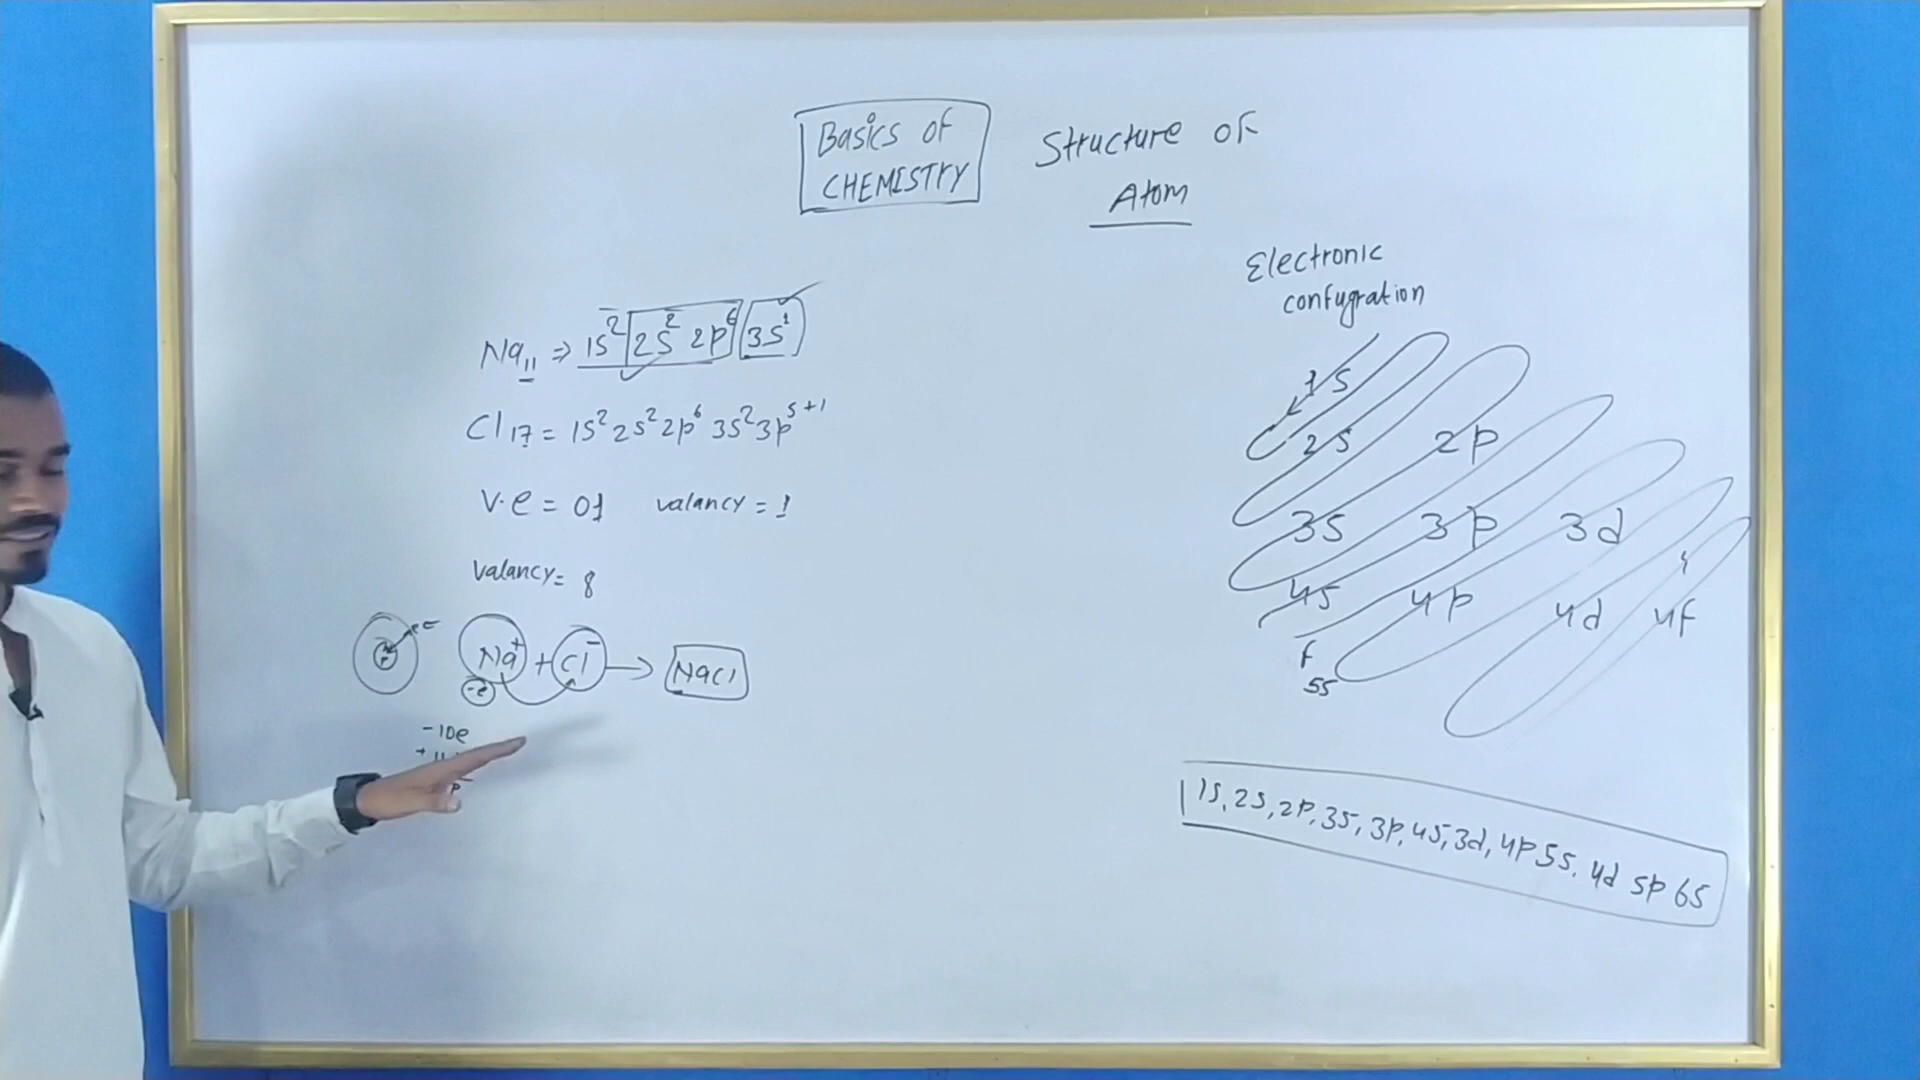 Basics of
CHEMISTRY
Structure of
Atom
Electronic
confugration
Na11 ⇒ 1S² 2S² 2P⁶ 3S¹
Cl17 = 1S² 2S² 2P⁶ 3S² 3P⁵⁺¹
V.e = 01 valancy = 1
valancy = 8
P e⁻
Na⁺ + Cl⁻ → NaCl
-e
-10e
+11
P
1S
2S 2P
3S 3P 3d
4S 4P 4d 4f
5S
1S, 2S, 2P, 3S, 3P, 4S, 3d, 4P 5S, 4d 5P 6S